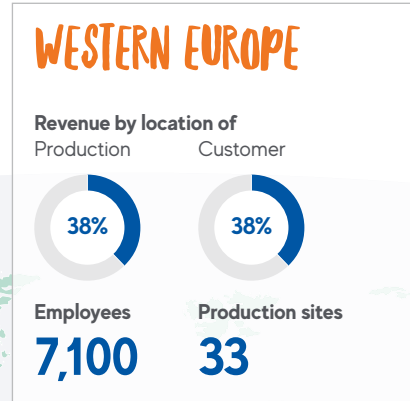 WESTERN EUROPE
Revenue by location of
Production Customer
38% 38%
Employees Production sites
7,100 33